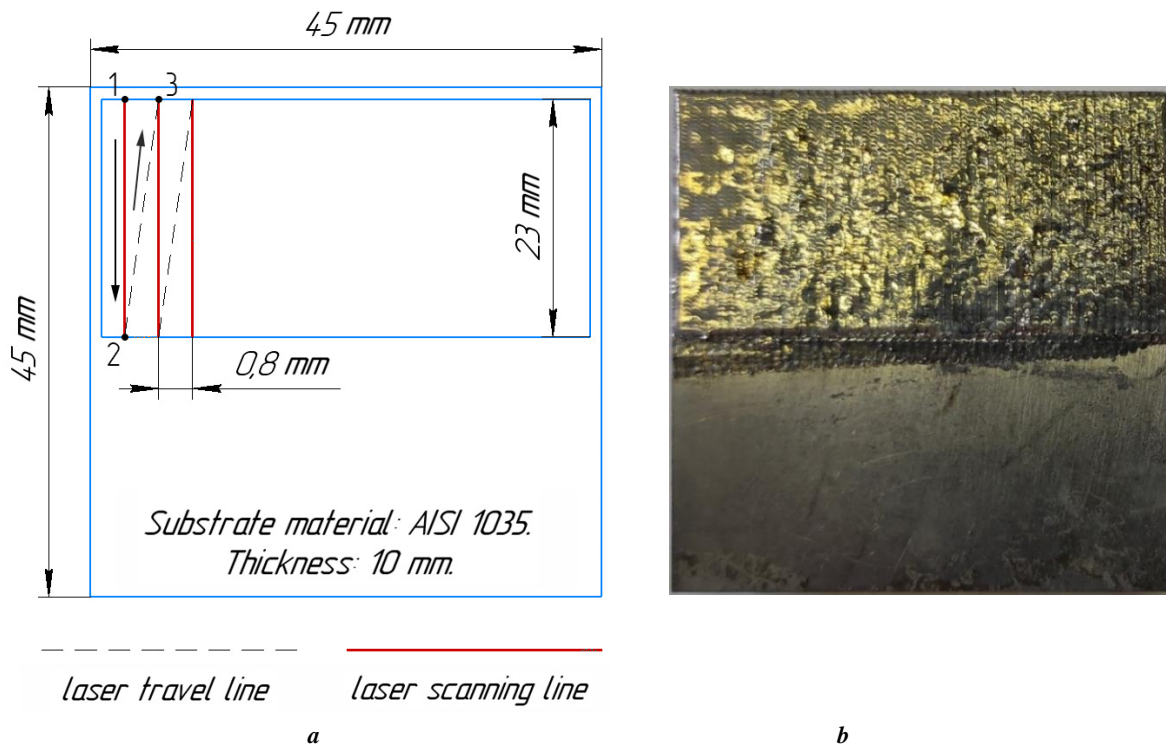 45 mm
1 3
45 mm
23 mm
2
0,8 mm
Substrate material: AISI 1035.
Thickness: 10 mm.
laser travel line laser scanning line
a b